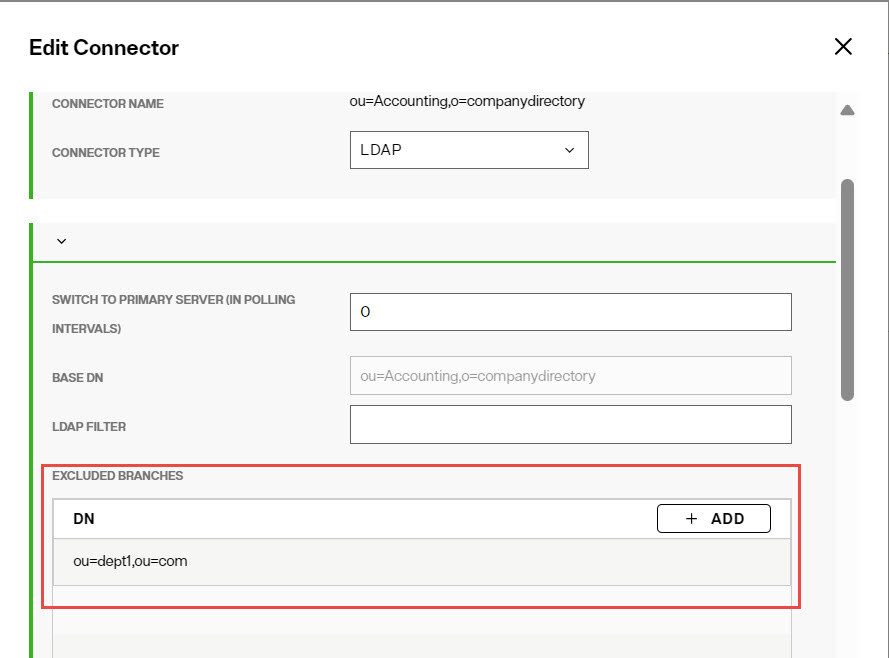 Edit Connector
CONNECTOR NAME
ou=Accounting,o=companydirectory
CONNECTOR TYPE
LDAP
SWITCH TO PRIMARY SERVER (IN POLLING
INTERVALS)
0
BASE DN
ou=Accounting,o=companydirectory
LDAP FILTER
EXCLUDED BRANCHES
DN
+ ADD
ou=dept1,ou=com